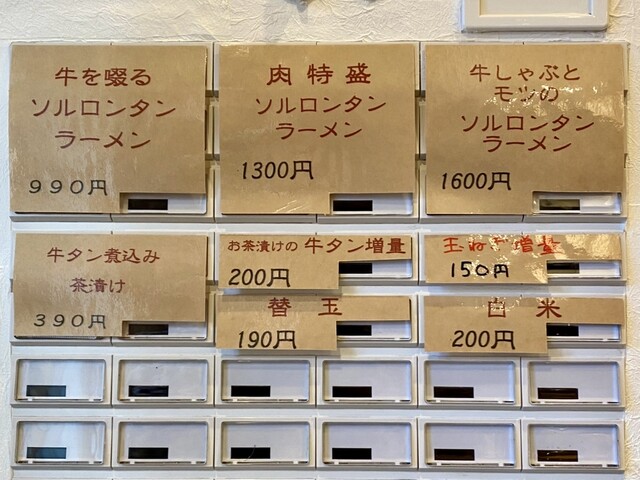 牛を啜る
ソルロンタン
ラーメン
９９０円
肉特盛
ソルロンタン
ラーメン
1300円
牛しゃぶと
モツの
ソルロンタン
ラーメン
1600円
牛タン煮込み
茶漬け
３９０円
お茶漬けの 牛タン増量
200円
玉ねぎ増量
150円
替玉
190円
白米
200円